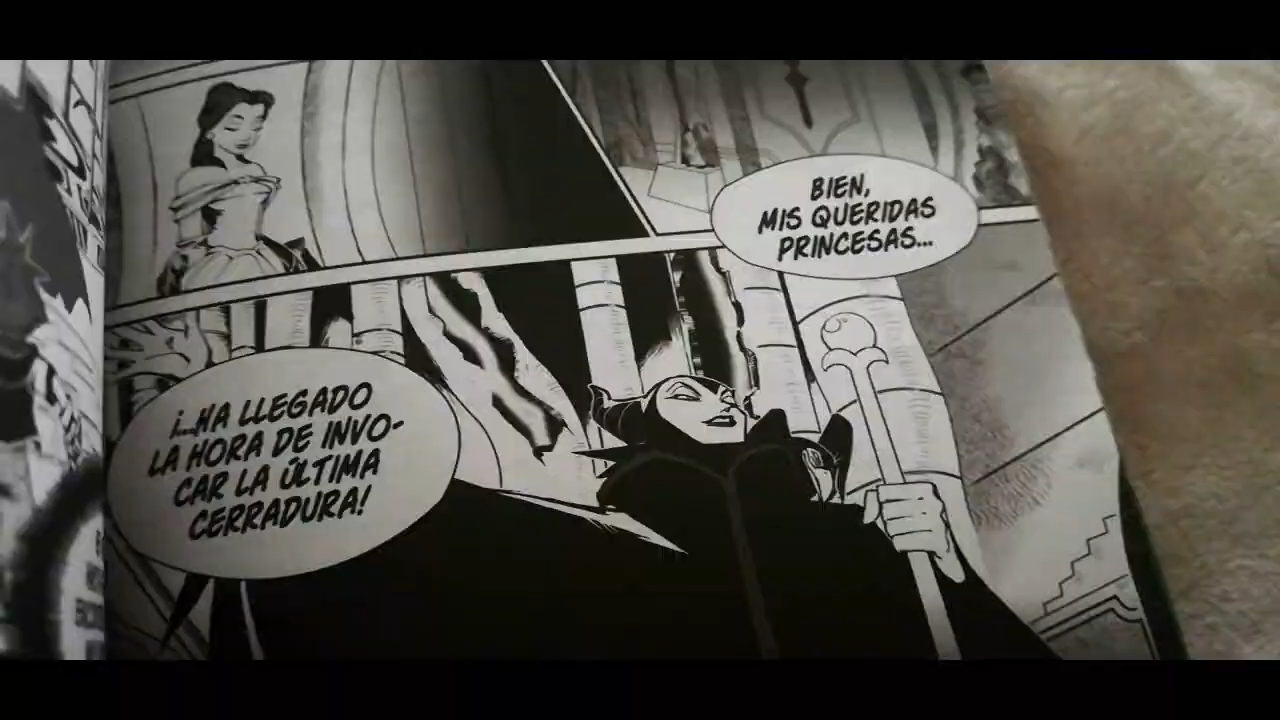 BIEN,
MIS QUERIDAS
PRINCESAS...
¡...HA LLEGADO
LA HORA DE INVO-
CAR LA ÚLTIMA
CERRADURA!